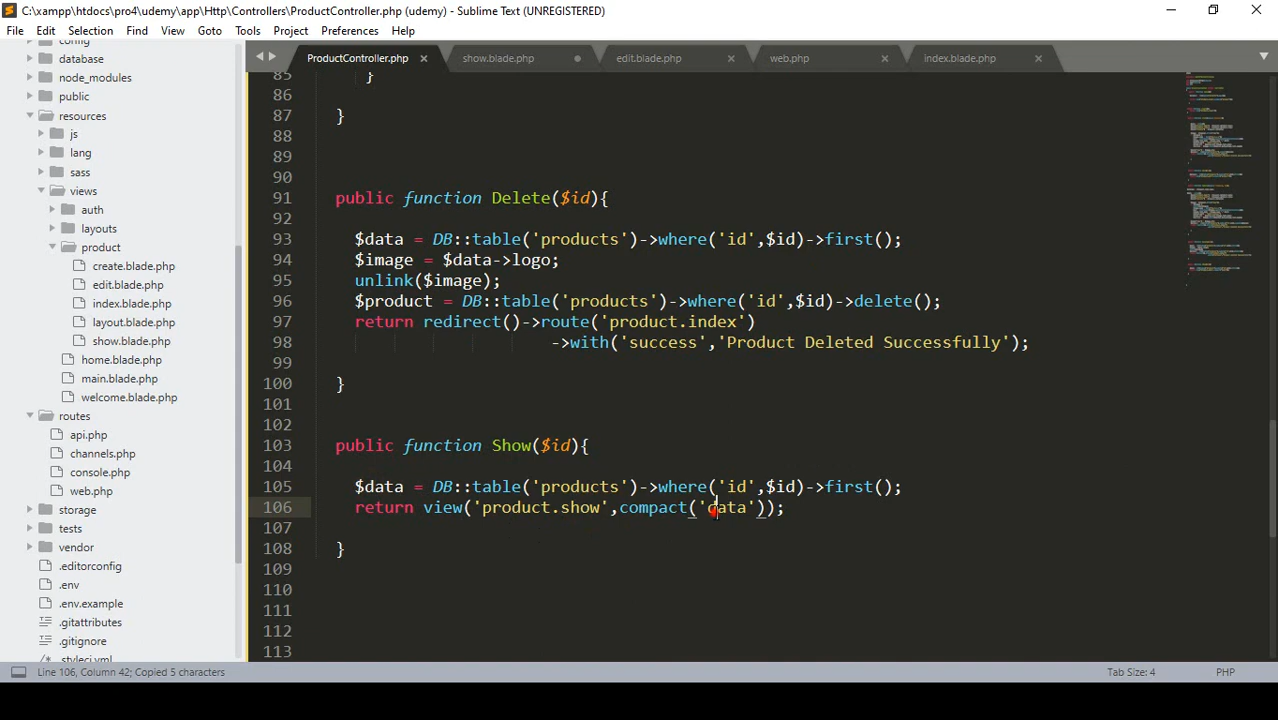 C:\xampp\htdocs\pro4\udemy\app\Http\Controllers\ProductController.php (udemy) - Sublime Text (UNREGISTERED)
File Edit Selection Find View Goto Tools Project Preferences Help
ProductController.php show.blade.php edit.blade.php web.php index.blade.php
config
database
node_modules
public
resources
js
lang
sass
views
auth
layouts
product
create.blade.php
edit.blade.php
index.blade.php
layout.blade.php
show.blade.php
home.blade.php
main.blade.php
welcome.blade.php
routes
api.php
channels.php
console.php
web.php
storage
tests
vendor
.editorconfig
.env
.env.example
.gitattributes
.gitignore
.styleci.yml
85 }
86
87 }
88
89
90
91 public function Delete($id){
92
93 $data = DB::table('products')->where('id',$id)->first();
94 $image = $data->logo;
95 unlink($image);
96 $product = DB::table('products')->where('id',$id)->delete();
97 return redirect()->route('product.index')
98 ->with('success','Product Deleted Successfully');
99
100 }
101
102
103 public function Show($id){
104
105 $data = DB::table('products')->where('id',$id)->first();
106 return view('product.show',compact('data'));
107
108 }
109
110
111
112
113
Line 106, Column 42; Copied 5 characters Tab Size: 4 PHP